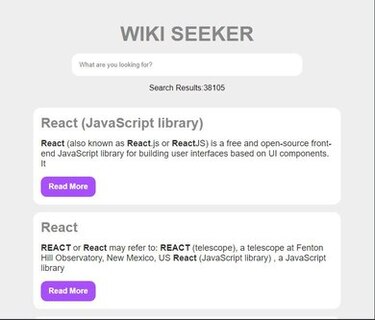 WIKI SEEKER
What are you looking for?
Search Results:38105
React (JavaScript library)
React (also known as React.js or ReactJS) is a free and open-source front-
end JavaScript library for building user interfaces based on UI components.
It
Read More
React
REACT or React may refer to: REACT (telescope), a telescope at Fenton
Hill Observatory, New Mexico, US React (JavaScript library) , a JavaScript
library
Read More